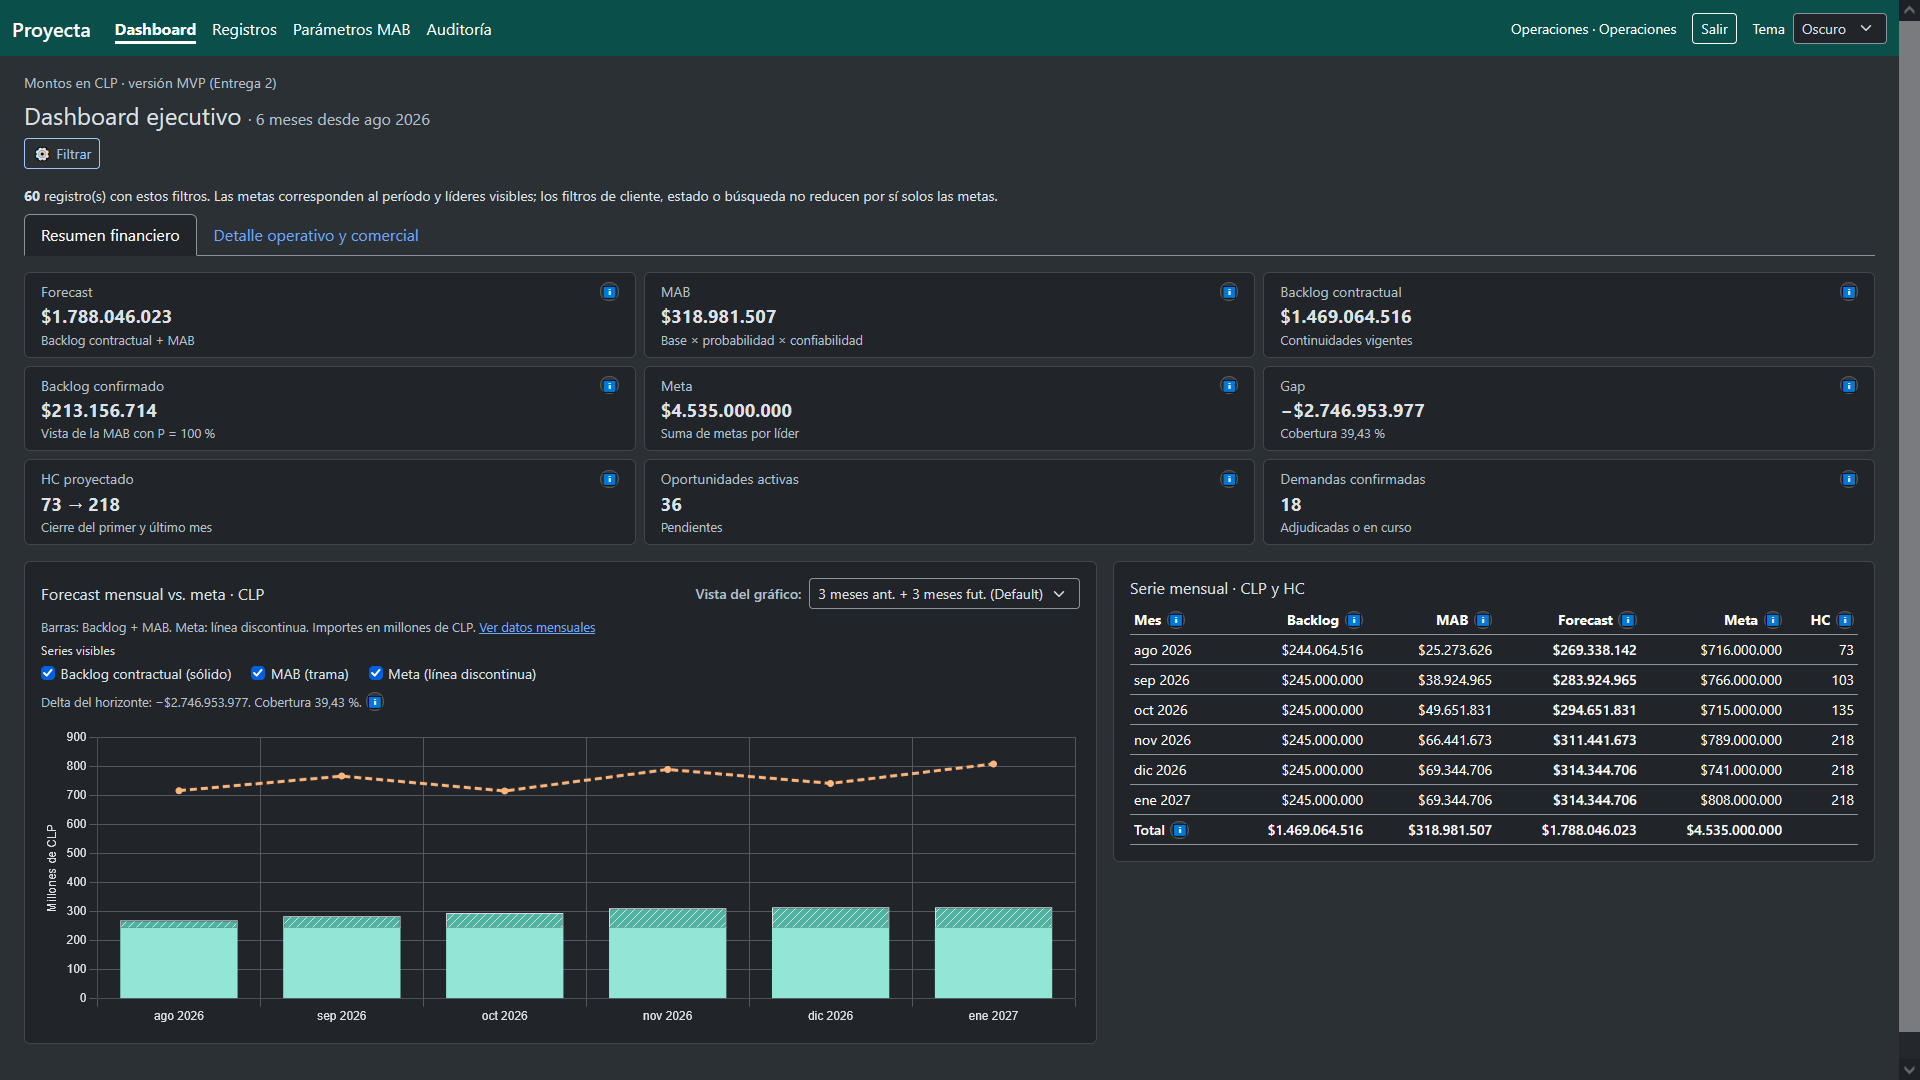 Proyecta Dashboard Registros Parámetros MAB Auditoría Operaciones · Operaciones Salir Tema Oscuro
Montos en CLP · versión MVP (Entrega 2)
Dashboard ejecutivo · 6 meses desde ago 2026
Filtrar
60 registro(s) con estos filtros. Las metas corresponden al período y líderes visibles; los filtros de cliente, estado o búsqueda no reducen por sí solos las metas.
Resumen financiero Detalle operativo y comercial
Forecast
$1.788.046.023
Backlog contractual + MAB
MAB
$318.981.507
Base × probabilidad × confiabilidad
Backlog contractual
$1.469.064.516
Continuidades vigentes
Backlog confirmado
$213.156.714
Vista de la MAB con P = 100 %
Meta
$4.535.000.000
Suma de metas por líder
Gap
−$2.746.953.977
Cobertura 39,43 %
HC proyectado
73 → 218
Cierre del primer y último mes
Oportunidades activas
36
Pendientes
Demandas confirmadas
18
Adjudicadas o en curso
Forecast mensual vs. meta · CLP
Vista del gráfico: 3 meses ant. + 3 meses fut. (Default)
Barras: Backlog + MAB. Meta: línea discontinua. Importes en millones de CLP. Ver datos mensuales
Series visibles
Backlog contractual (sólido) MAB (trama) Meta (línea discontinua)
Delta del horizonte: −$2.746.953.977. Cobertura 39,43 %.
Millones de CLP
900
800
700
600
500
400
300
200
100
0
ago 2026 sep 2026 oct 2026 nov 2026 dic 2026 ene 2027
Serie mensual · CLP y HC
Mes Backlog MAB Forecast Meta HC
ago 2026 $244.064.516 $25.273.626 $269.338.142 $716.000.000 73
sep 2026 $245.000.000 $38.924.965 $283.924.965 $766.000.000 103
oct 2026 $245.000.000 $49.651.831 $294.651.831 $715.000.000 135
nov 2026 $245.000.000 $66.441.673 $311.441.673 $789.000.000 218
dic 2026 $245.000.000 $69.344.706 $314.344.706 $741.000.000 218
ene 2027 $245.000.000 $69.344.706 $314.344.706 $808.000.000 218
Total $1.469.064.516 $318.981.507 $1.788.046.023 $4.535.000.000